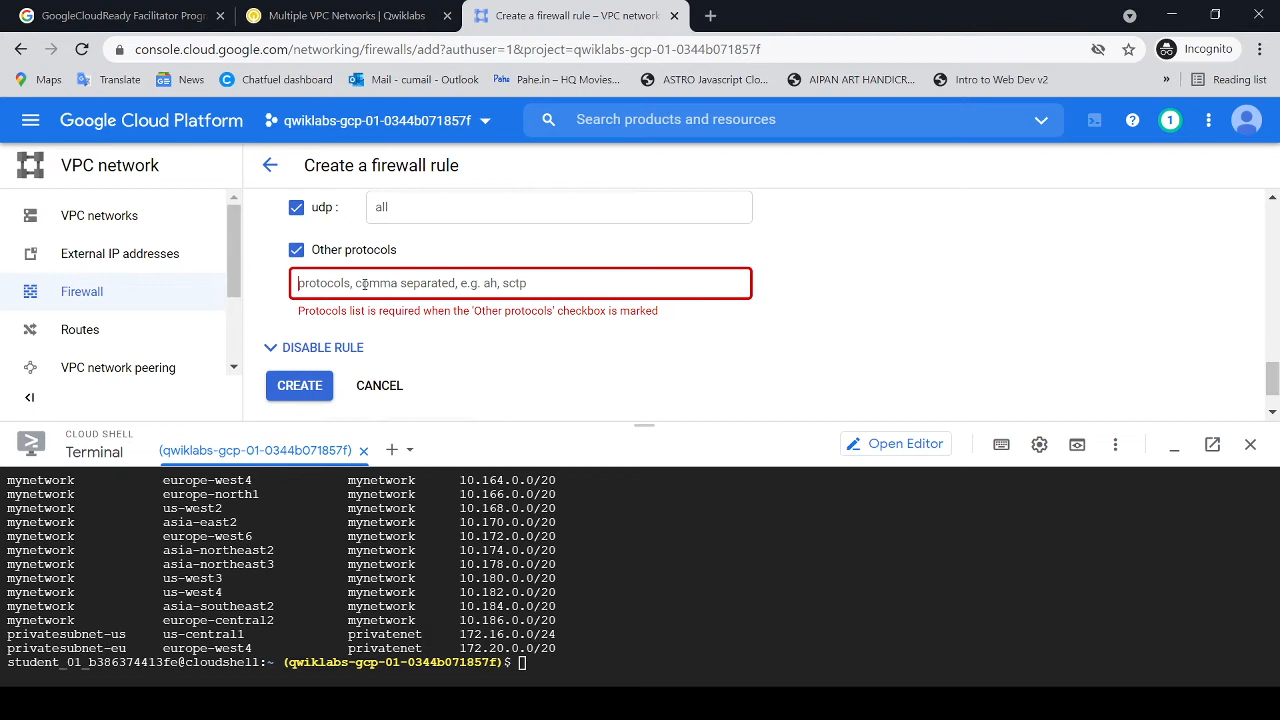 GoogleCloudReady Facilitator Progr
Multiple VPC Networks | Qwiklabs
Create a firewall rule – VPC network
console.cloud.google.com/networking/firewalls/add?authuser=1&project=qwiklabs-gcp-01-0344b071857f
Incognito
Maps
Translate
News
Chatfuel dashboard
Mail - cumail - Outlook
Pahe.in – HQ Movies...
ASTRO Javascript Clo...
AIPAN ART HANDICR...
Intro to Web Dev v2
»
Reading list
Google Cloud Platform
qwiklabs-gcp-01-0344b071857f
Search products and resources
1
VPC network
Create a firewall rule
VPC networks
External IP addresses
Firewall
Routes
VPC network peering
udp :
all
Other protocols
protocols, comma separated, e.g. ah, sctp
Protocols list is required when the 'Other protocols' checkbox is marked
DISABLE RULE
CREATE
CANCEL
CLOUD SHELL
Terminal
(qwiklabs-gcp-01-0344b071857f)
Open Editor
mynetwork europe-west4 mynetwork 10.164.0.0/20
mynetwork europe-north1 mynetwork 10.166.0.0/20
mynetwork us-west2 mynetwork 10.168.0.0/20
mynetwork asia-east2 mynetwork 10.170.0.0/20
mynetwork europe-west6 mynetwork 10.172.0.0/20
mynetwork asia-northeast2 mynetwork 10.174.0.0/20
mynetwork asia-northeast3 mynetwork 10.178.0.0/20
mynetwork us-west3 mynetwork 10.180.0.0/20
mynetwork us-west4 mynetwork 10.182.0.0/20
mynetwork asia-southeast2 mynetwork 10.184.0.0/20
mynetwork europe-central2 mynetwork 10.186.0.0/20
privatesubnet-us us-central1 privatenet 172.16.0.0/24
privatesubnet-eu europe-west4 privatenet 172.20.0.0/20
student_01_b386374413fe@cloudshell:~ (qwiklabs-gcp-01-0344b071857f)$